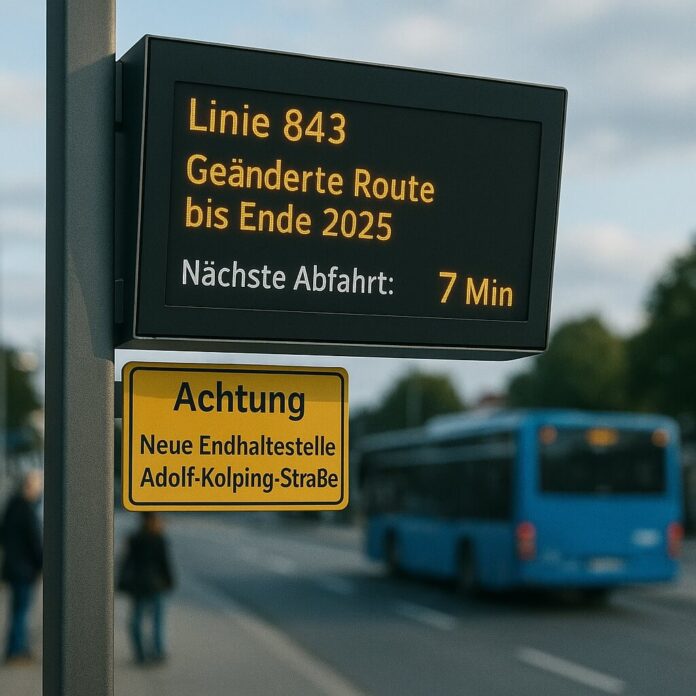 Linie 843
Geänderte Route
bis Ende 2025
Nächste Abfahrt: 7 Min
Achtung
Neue Endhaltestelle
Adolf-Kolping-Straße